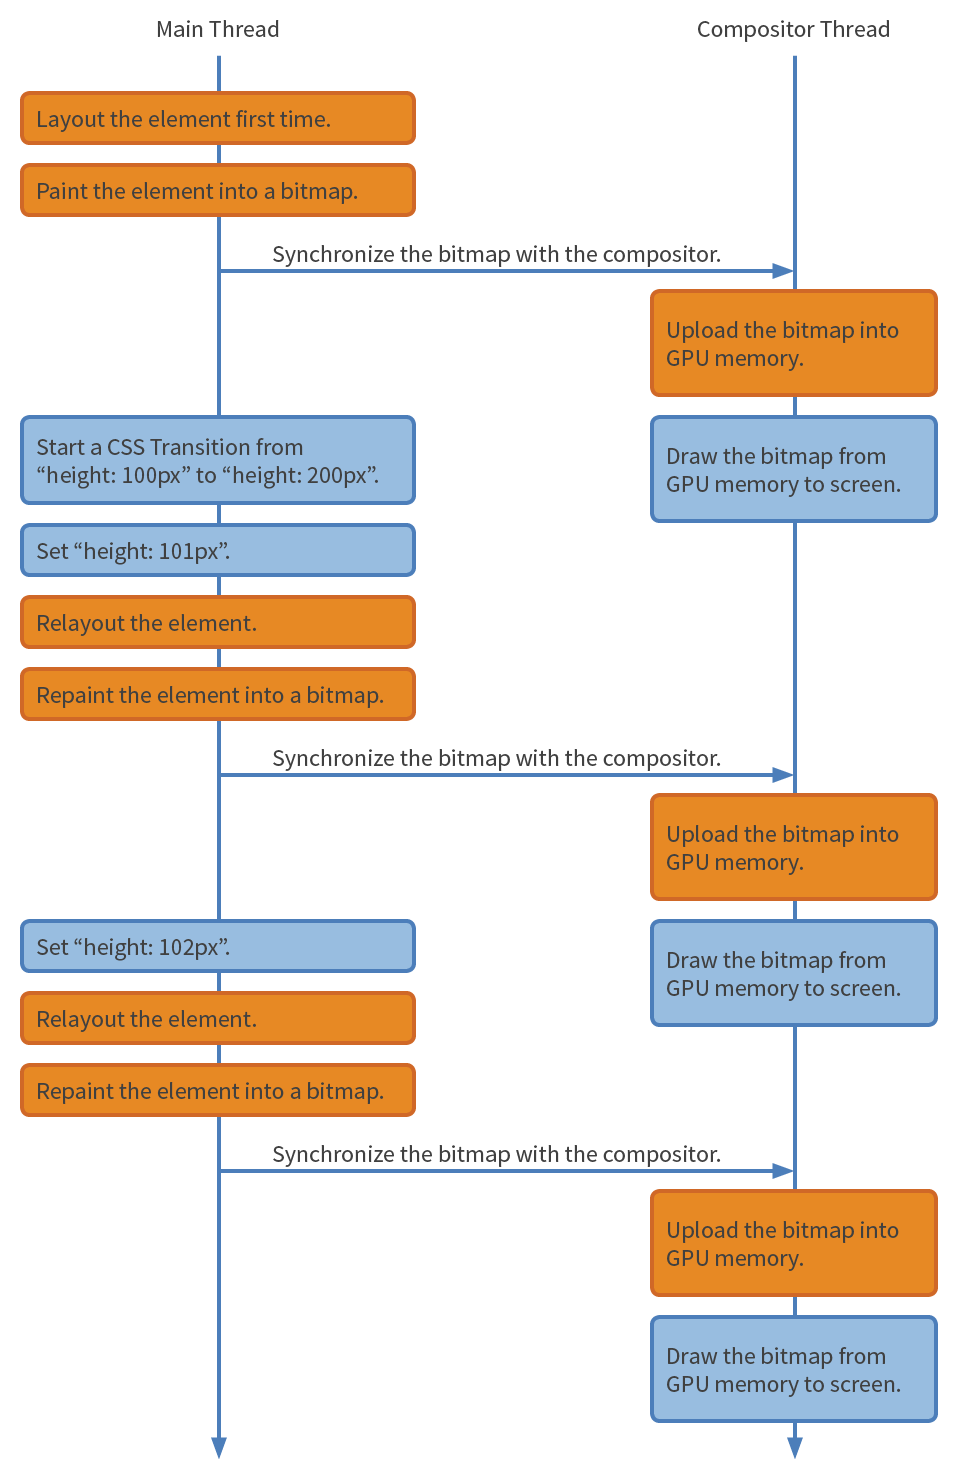 Main Thread
Compositor Thread
Layout the element first time.
Paint the element into a bitmap.
Synchronize the bitmap with the compositor.
Upload the bitmap into
GPU memory.
Start a CSS Transition from
“height: 100px” to “height: 200px”.
Draw the bitmap from
GPU memory to screen.
Set “height: 101px”.
Relayout the element.
Repaint the element into a bitmap.
Synchronize the bitmap with the compositor.
Upload the bitmap into
GPU memory.
Set “height: 102px”.
Draw the bitmap from
GPU memory to screen.
Relayout the element.
Repaint the element into a bitmap.
Synchronize the bitmap with the compositor.
Upload the bitmap into
GPU memory.
Draw the bitmap from
GPU memory to screen.